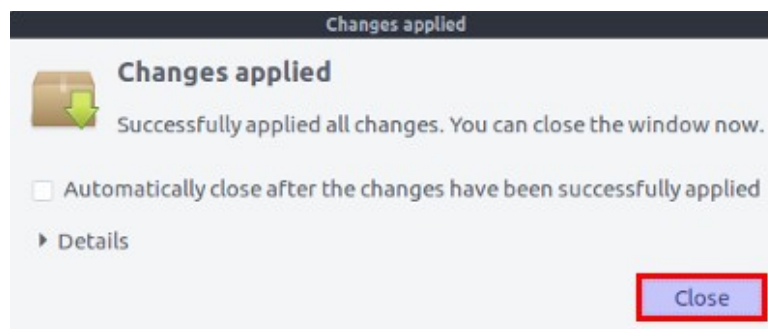 Changes applied
Changes applied
Successfully applied all changes. You can close the window now.
Automatically close after the changes have been successfully applied
Details
Close